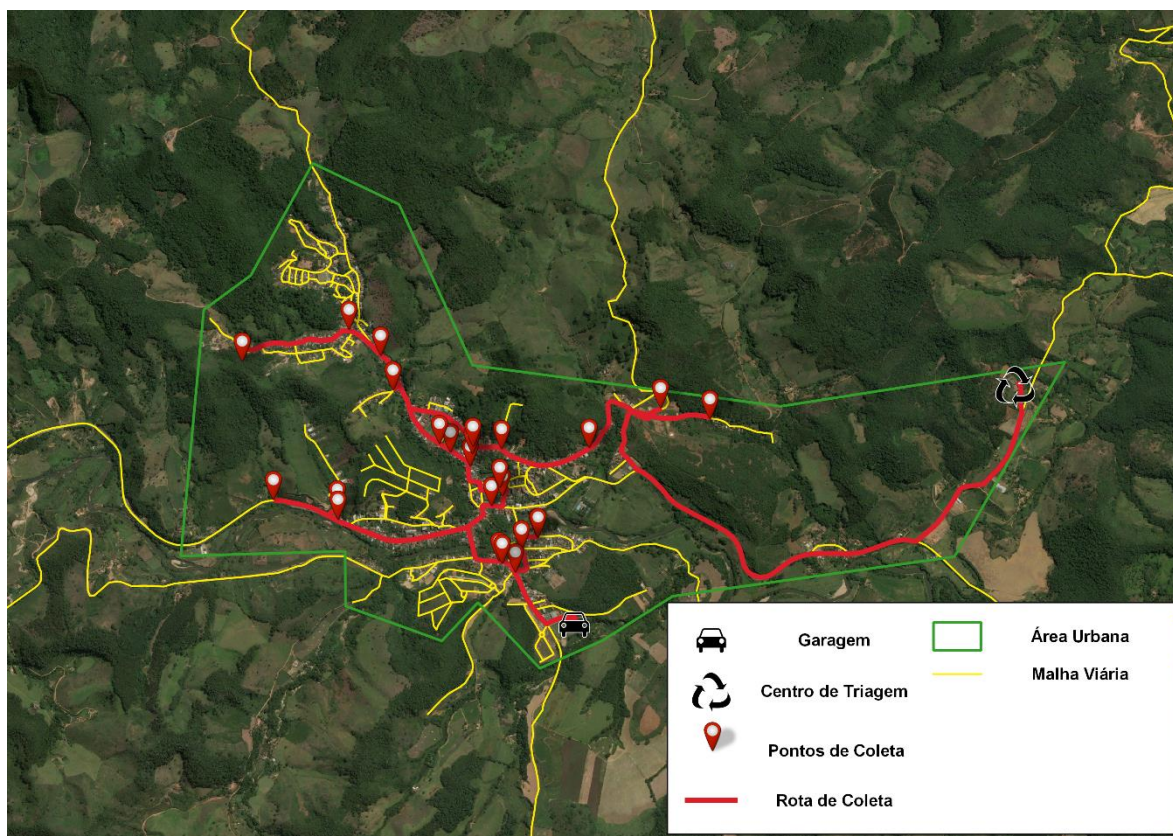 Garagem
Área Urbana
Malha Viária
Centro de Triagem
Pontos de Coleta
Rota de Coleta